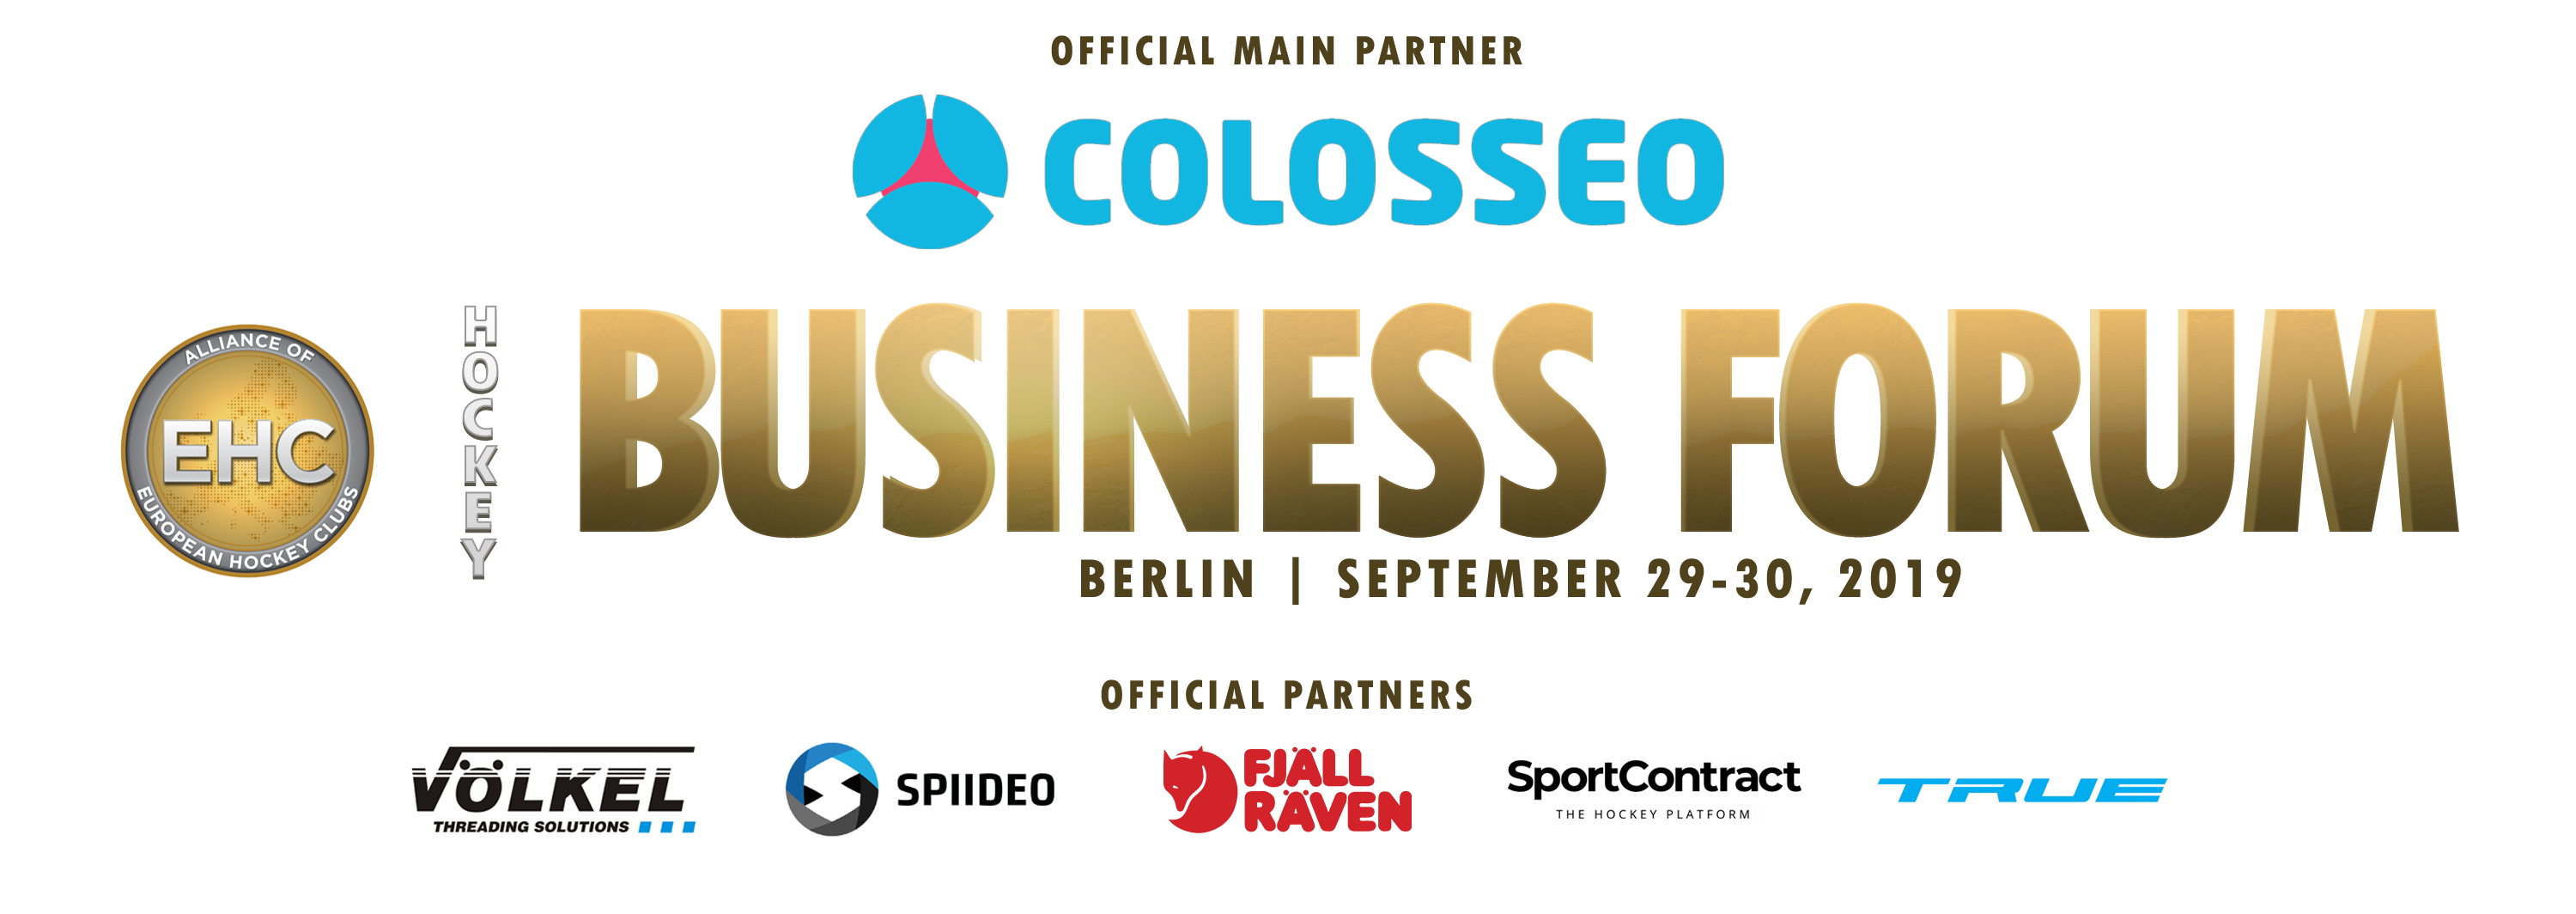 OFFICIAL MAIN PARTNER
COLOSSEO
ALLIANCE OF
EHC
EUROPEAN HOCKEY CLUBS
HOCKEY
BUSINESS FORUM
BERLIN | SEPTEMBER 29-30, 2019
OFFICIAL PARTNERS
VÖLKEL
THREADING SOLUTIONS
SPIIDEO
FJÄLL
RÄVEN
SportContract
THE HOCKEY PLATFORM
TRUE